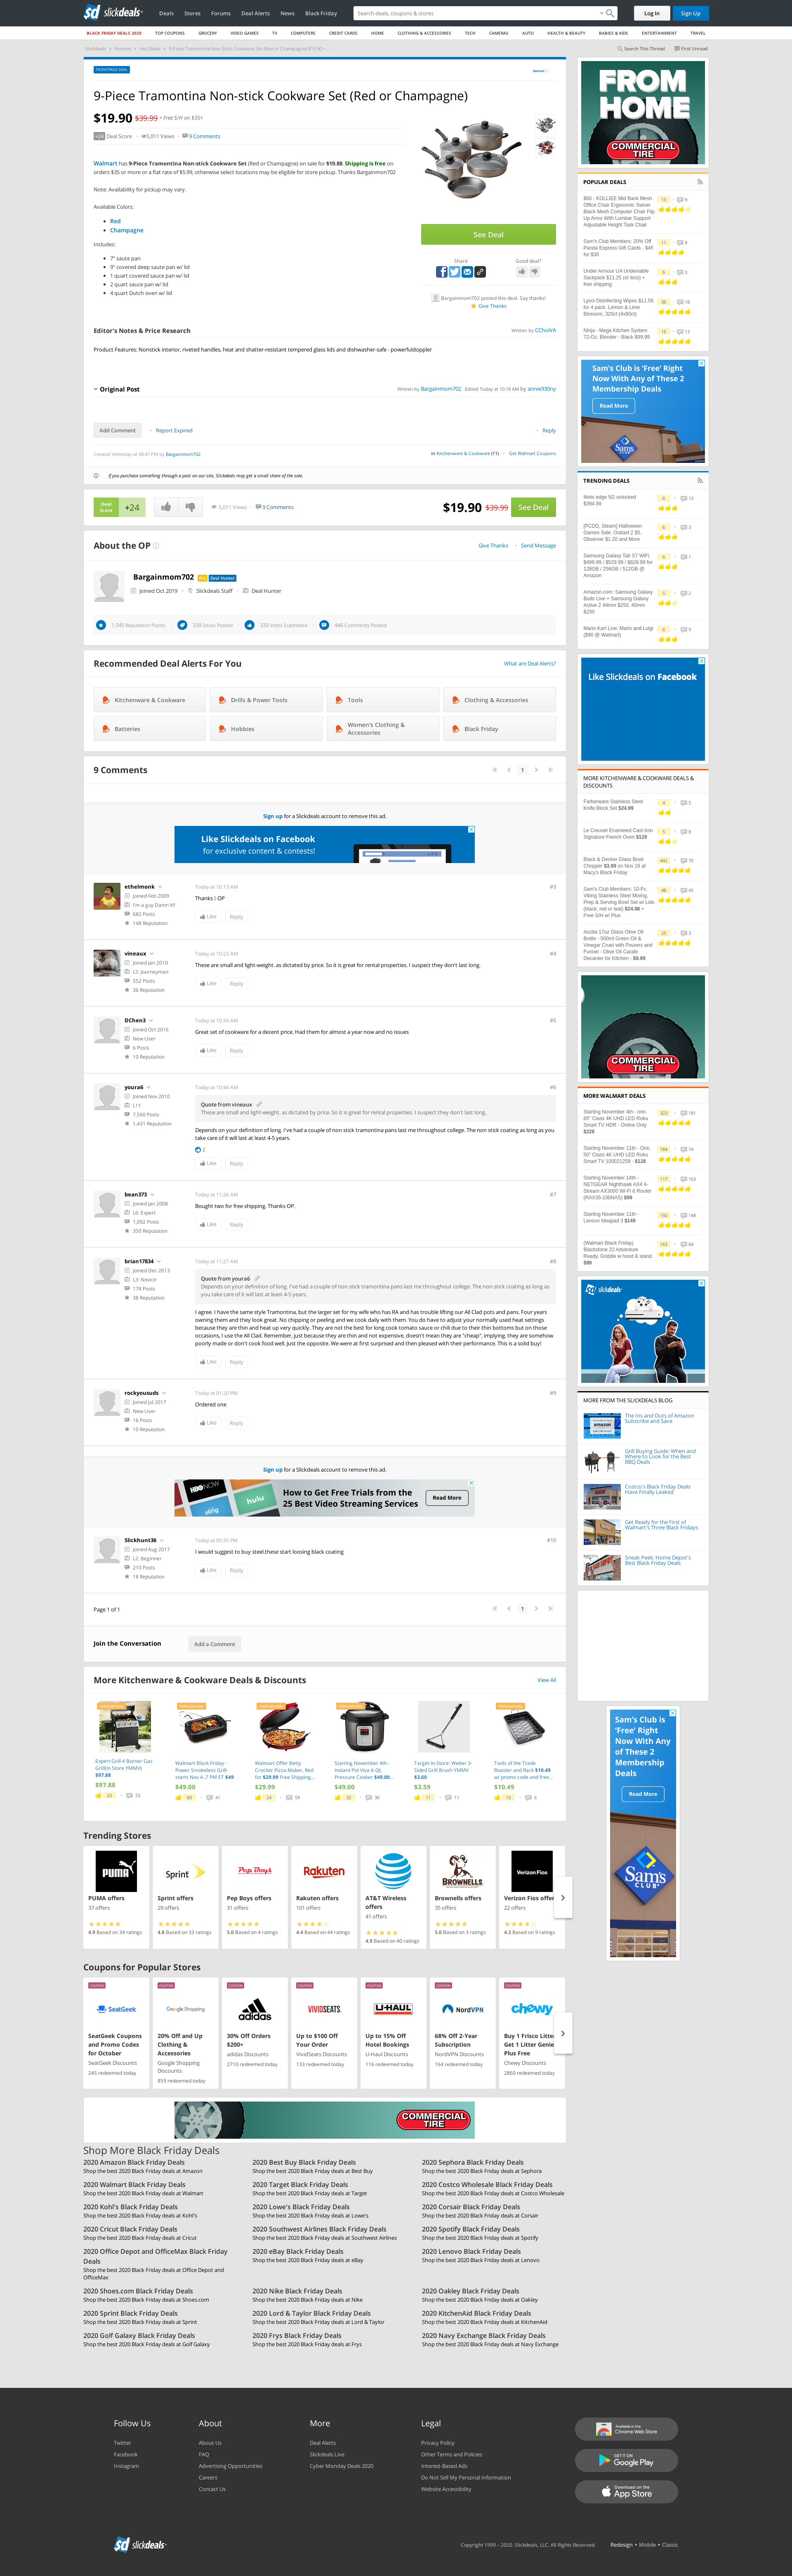 slickdeals
Deals Stores Forums Deal Alerts News Black Friday
Search deals, coupons & stores
Log In Sign Up
BLACK FRIDAY DEALS 2020 TOP COUPONS GROCERY VIDEO GAMES TV COMPUTERS CREDIT CARDS HOME CLOTHING & ACCESSORIES TECH CAMERAS AUTO HEALTH & BEAUTY BABIES & KIDS ENTERTAINMENT TRAVEL
Slickdeals > Forums > Hot Deals > 9-Piece Tramontina Non-Stick Cookware Set (Red or Champagne) $19.90 + ...
Search This Thread First Unread
FRONTPAGE DEAL
9-Piece Tramontina Non-stick Cookware Set (Red or Champagne)
$19.90 $39.99 + Free S/H on $35+
+24 Deal Score 5,011 Views 9 Comments
Walmart has 9-Piece Tramontina Non-stick Cookware Set (Red or Champagne) on sale for $19.88. Shipping is free on
orders $35 or more or a flat rate of $5.99, otherwise select locations may be eligible for store pickup. Thanks Bargainmom702
Note: Availability for pickup may vary.
Available Colors:
Red
Champagne
Includes:
7" saute pan
9" covered deep saute pan w/ lid
1 quart covered sauce pan w/ lid
2 quart sauce pan w/ lid
4 quart Dutch oven w/ lid
See Deal
Share Good deal?
Bargainmom702 posted this deal. Say thanks!
Give Thanks
Editor's Notes & Price Research
Written by CChoiVA
Product Features: Nonstick interior, riveted handles, heat and shatter-resistant tempered glass lids and dishwasher-safe - powerfuldoppler
Original Post
Written by Bargainmom702 Edited Today at 10:18 AM by annie930ny
Add Comment Report Expired Reply
Created Yesterday at 08:47 PM by Bargainmom702
in Kitchenware & Cookware (11) Get Walmart Coupons
If you purchase something through a post on our site, Slickdeals may get a small share of the sale.
Deal Score +24 5,011 Views 9 Comments $19.90 $39.99 See Deal
About the OP
Give Thanks Send Message
Bargainmom702 Pro Deal Hunter
Joined Oct 2019 Slickdeals Staff Deal Hunter
1,545 Reputation Points 339 Deals Posted 333 Votes Submitted 446 Comments Posted
Recommended Deal Alerts For You
What are Deal Alerts?
Kitchenware & Cookware Drills & Power Tools Tools Clothing & Accessories
Batteries Hobbies Women's Clothing & Accessories Black Friday
9 Comments
1
Sign up for a Slickdeals account to remove this ad.
Like Slickdeals on Facebook
for exclusive content & contests!
ethelmonk
Joined Feb 2009
I'm a guy Damn It!!
682 Posts
148 Reputation
Today at 10:13 AM #3
Thanks ! OP
Like Reply
vineaux
Joined Jan 2010
L5: Journeyman
552 Posts
36 Reputation
Today at 10:23 AM #4
These are small and light-weight. as dictated by price. So it is great for rental properties. I suspect they don't last long.
Like Reply
DChen3
Joined Oct 2016
New User
6 Posts
10 Reputation
Today at 10:34 AM #5
Great set of cookware for a decent price. Had them for almost a year now and no issues
Like Reply
youra6
Joined Nov 2010
L11
7,560 Posts
1,431 Reputation
Today at 10:44 AM #6
Quote from vineaux
These are small and light-weight. as dictated by price. So it is great for rental properties. I suspect they don't last long.
Depends on your definition of long. I've had a couple of non stick tramontina pans last me throughout college. The non stick coating as long as you
take care of it will last at least 4-5 years.
2
Like Reply
bean373
Joined Jan 2008
L6: Expert
1,092 Posts
350 Reputation
Today at 11:26 AM #7
Bought two for free shipping. Thanks OP.
Like Reply
brian17834
Joined Dec 2013
L3: Novice
178 Posts
38 Reputation
Today at 11:27 AM #8
Quote from youra6
Depends on your definition of long, I've had a couple of non stick tramontina pans last me throughout college. The non stick coating as long as
you take care of it will last at least 4-5 years.
I agree. I have the same style Tramontina, but the larger set for my wife who has RA and has trouble lifting our All Clad pots and pans. Four years
owning them and they look great. No chipping or peeling and we cook daily with them. You do have to adjust your normally used heat settings
because they are thin and heat up very quickly. They are not the best for long cook tomato sauce or chili due to their thin bottoms but on those
occasions, I use the All Clad. Remember, just because they are thin and not expensive, doesn't mean they are "cheap", implying, they are somehow
poorly made or don't cook food well. Just the opposite. We were at first surprised and then pleased with their performance. This is a solid buy!
Like Reply
rockyousuds
Joined Jul 2017
New User
16 Posts
10 Reputation
Today at 01:20 PM #9
Ordered one
Like Reply
Sign up for a Slickdeals account to remove this ad.
HBO NOW sling hulu
How to Get Free Trials from the
25 Best Video Streaming Services
Read More
Slickhunt36
Joined Aug 2017
L2: Beginner
210 Posts
18 Reputation
Today at 05:35 PM #10
I would suggest to buy steel.these start loosing black coating
Like Reply
Page 1 of 1 1
Join the Conversation Add a Comment
More Kitchenware & Cookware Deals & Discounts
View All
Expert Grill 4 Burner Gas Grill(In Store YMMV) $97.88
$97.88
23 53
Walmart Black Friday - Power Smokeless Grill- starts Nov 4 ,7 PM ET $49
$49.00
60 41
Walmart Offer Betty Crocker Pizza Maker, Red for $29.99 Free Shipping...
$29.99
24 59
Starting November 4th - Instant Pot Viva 6-Qt. Pressure Cooker $49.00...
$49.00
32 30
Target In-Store: Weber 3-Sided Grill Brush YMMV $3.60
$3.59
11 11
Tools of the Trade Roaster and Rack $10.49 w/ promo code and free...
$10.49
13 6
Trending Stores
PUMA Sprint Pep Boys Rakuten AT&T BROWNELLS Verizon Fios
PUMA offers
37 offers
4.9 Based on 34 ratings
Sprint offers
29 offers
4.8 Based on 33 ratings
Pep Boys offers
31 offers
5.0 Based on 4 ratings
Rakuten offers
101 offers
4.4 Based on 44 ratings
AT&T Wireless offers
41 offers
4.9 Based on 40 ratings
Brownells offers
35 offers
5.0 Based on 3 ratings
Verizon Fios offers
22 offers
4.3 Based on 9 ratings
Coupons for Popular Stores
COUPON COUPON COUPON COUPON COUPON COUPON COUPON
SeatGeek Google Shopping adidas VIVIDSEATS U-HAUL NordVPN chewy
SeatGeek Coupons and Promo Codes for October
SeatGeek Discounts
245 redeemed today
20% Off and Up Clothing & Accessories
Google Shopping Discounts
859 redeemed today
30% Off Orders $200+
adidas Discounts
2710 redeemed today
Up to $100 Off Your Order
VividSeats Discounts
133 redeemed today
Up to 15% Off Hotel Bookings
U-Haul Discounts
116 redeemed today
68% Off 2-Year Subscription
NordVPN Discounts
164 redeemed today
Buy 1 Frisco Litter Get 1 Litter Genie Plus Free
Chewy Discounts
2860 redeemed today
COMMERCIAL TIRE
Shop More Black Friday Deals
2020 Amazon Black Friday Deals 2020 Best Buy Black Friday Deals 2020 Sephora Black Friday Deals
Shop the best 2020 Black Friday deals at Amazon Shop the best 2020 Black Friday deals at Best Buy Shop the best 2020 Black Friday deals at Sephora
2020 Walmart Black Friday Deals 2020 Target Black Friday Deals 2020 Costco Wholesale Black Friday Deals
Shop the best 2020 Black Friday deals at Walmart Shop the best 2020 Black Friday deals at Target Shop the best 2020 Black Friday deals at Costco Wholesale
2020 Kohl's Black Friday Deals 2020 Lowe's Black Friday Deals 2020 Corsair Black Friday Deals
Shop the best 2020 Black Friday deals at Kohl's Shop the best 2020 Black Friday deals at Lowe's Shop the best 2020 Black Friday deals at Corsair
2020 Cricut Black Friday Deals 2020 Southwest Airlines Black Friday Deals 2020 Spotify Black Friday Deals
Shop the best 2020 Black Friday deals at Cricut Shop the best 2020 Black Friday deals at Southwest Airlines Shop the best 2020 Black Friday deals at Spotify
2020 Office Depot and OfficeMax Black Friday Deals 2020 eBay Black Friday Deals 2020 Lenovo Black Friday Deals
Shop the best 2020 Black Friday deals at Office Depot and OfficeMax Shop the best 2020 Black Friday deals at eBay Shop the best 2020 Black Friday deals at Lenovo
2020 Shoes.com Black Friday Deals 2020 Nike Black Friday Deals 2020 Oakley Black Friday Deals
Shop the best 2020 Black Friday deals at Shoes.com Shop the best 2020 Black Friday deals at Nike Shop the best 2020 Black Friday deals at Oakley
2020 Sprint Black Friday Deals 2020 Lord & Taylor Black Friday Deals 2020 KitchenAid Black Friday Deals
Shop the best 2020 Black Friday deals at Sprint Shop the best 2020 Black Friday deals at Lord & Taylor Shop the best 2020 Black Friday deals at KitchenAid
2020 Golf Galaxy Black Friday Deals 2020 Frys Black Friday Deals 2020 Navy Exchange Black Friday Deals
Shop the best 2020 Black Friday deals at Golf Galaxy Shop the best 2020 Black Friday deals at Frys Shop the best 2020 Black Friday deals at Navy Exchange
FROM
HOME
COMMERCIAL TIRE
POPULAR DEALS
$60 - KOLLIEE Mid Back Mesh Office Chair Ergonomic Swivel Black Mesh Computer Chair Flip Up Arms With Lumbar Support Adjustable Height Task Chair
13 9
Sam's Club Members: 20% Off Panda Express Gift Cards - $45 for $36
11 8
Under Armour UA Undeniable Sackpack $11.25 (or less) + free shipping
6 3
Lysol Disinfecting Wipes $11.58 for 4 pack. Lemon & Lime Blossom, 320ct (4x80ct)
36 18
Ninja - Mega Kitchen System 72-Oz. Blender - Black $99.99
15 13
Sam's Club is 'Free' Right
Now With Any of These 2
Membership Deals
Read More
TRENDING DEALS
Moto edge 5G unlocked $394.99
6 13
[PCDD, Steam] Halloween Games Sale: Outlast 2 $5, Observer $1.20 and More
6 3
Samsung Galaxy Tab S7 WiFi, $499.99 / $529.99 / $629.99 for 128GB / 256GB / 512GB @ Amazon
6 1
Amazon.com: Samsung Galaxy Buds Live + Samsung Galaxy Active 2 44mm $250. 40mm $230
5 2
Mario Kart Live: Mario and Luigi ($90 @ Walmart)
6 9
Like Slickdeals on Facebook
MORE KITCHENWARE & COOKWARE DEALS & DISCOUNTS
Farberware Stainless Steel Knife Block Set $24.99
4 5
Le Creuset Enameled Cast Iron Signature French Oven $129
5 6
Black & Decker Glass Bowl Chopper $3.99 on Nov 16 at Macy's Black Friday
442 70
Sam's Club Members: 10-Pc. Viking Stainless Steel Mixing, Prep & Serving Bowl Set w/ Lids (black, red or teal) $24.98 + Free S/H w/ Plus
48 45
Aozita 17oz Glass Olive Oil Bottle - 500ml Green Oil & Vinegar Cruet with Pourers and Funnel - Olive Oil Carafe Decanter for Kitchen - $9.99
25 3
COMMERCIAL TIRE
MORE WALMART DEALS
Starting November 4th - onn. 65" Class 4K UHD LED Roku Smart TV HDR - Online Only $228
323 181
Starting November 11th - Onn. 50" Class 4K UHD LED Roku Smart TV 100021258 - $128
184 74
Starting November 14th - NETGEAR Nighthawk AX4 4-Stream AX3000 Wi-Fi 6 Router (RAX35-100NAS) $99
117 163
Starting November 11th - Lenovo Ideapad 3 $149
192 148
(Walmart Black Friday) Blackstone 22 Adventure Ready, Griddle w hood & stand. $99
163 84
slickdeals
MORE FROM THE SLICKDEALS BLOG
The Ins and Outs of Amazon Subscribe and Save
Grill Buying Guide: When and Where to Look for the Best BBQ Deals
Costco's Black Friday Deals Have Finally Leaked
Get Ready for the First of Walmart's Three Black Fridays
Sneak Peek: Home Depot's Best Black Friday Deals
Sam's Club is
'Free' Right
Now With Any
of These 2
Membership
Deals
Read More
Sam's CLUB
Follow Us About More Legal
Twitter About Us Deal Alerts Privacy Policy
Facebook FAQ Slickdeals Live Other Terms and Policies
Instagram Advertising Opportunities Cyber Monday Deals 2020 Interest-Based Ads
Careers Do Not Sell My Personal Information
Contact Us Website Accessibility
Available in the Chrome Web Store
GET IT ON Google Play
Download on the App Store
slickdeals
Copyright 1999 - 2020. Slickdeals, LLC. All Rights Reserved. Redesign • Mobile • Classic